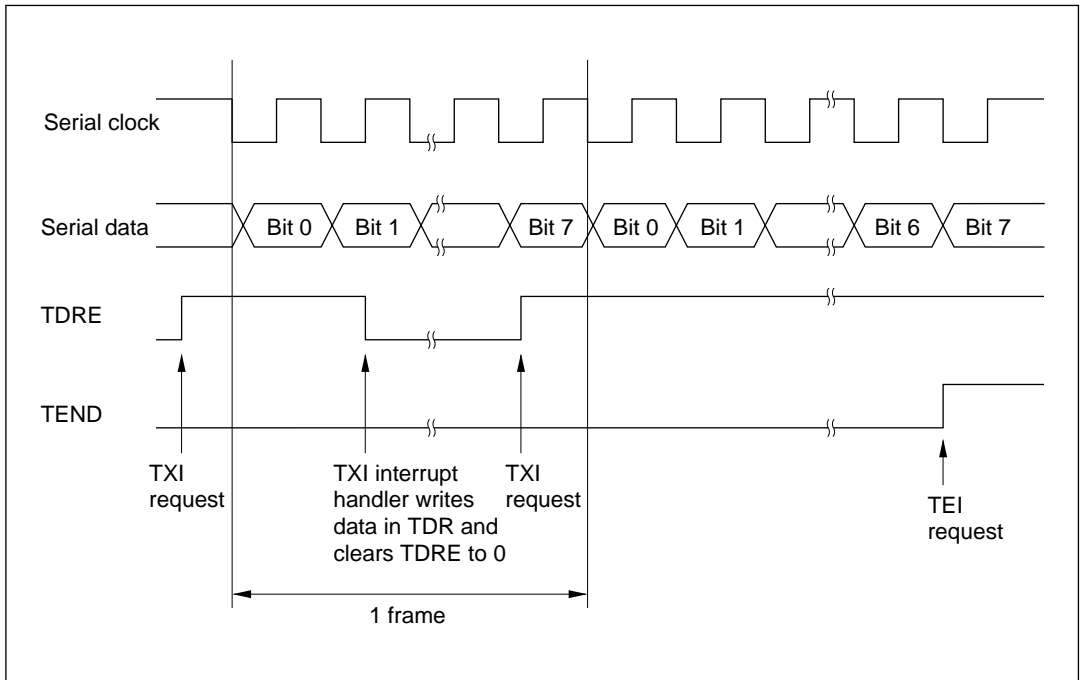 Serial clock
Serial data
Bit 0
Bit 1
Bit 7
Bit 0
Bit 1
Bit 6
Bit 7
TDRE
TEND
TXI
request
TXI interrupt
handler writes
data in TDR and
clears TDRE to 0
TXI
request
TEI
request
1 frame